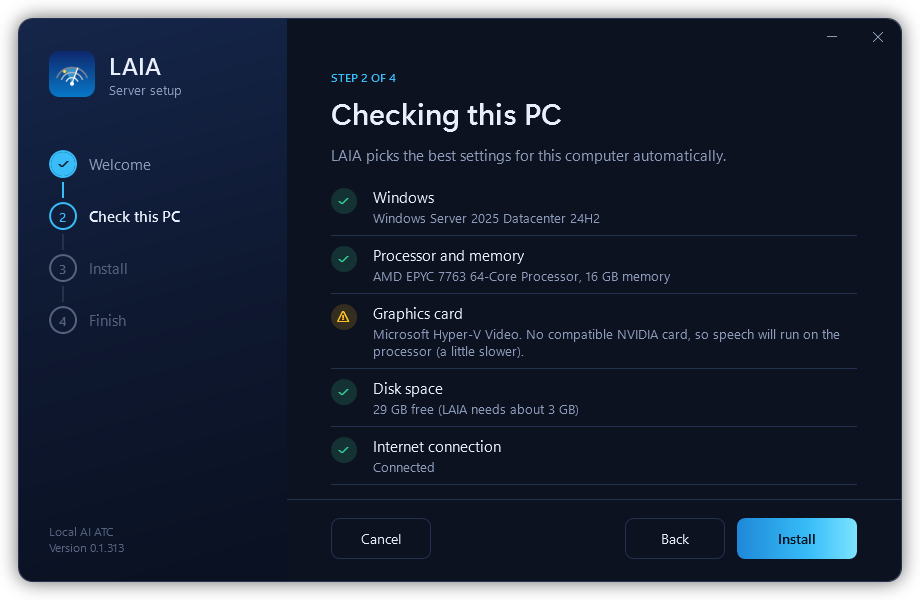 LAIA
Server setup
Welcome
2
Check this PC
3
Install
4
Finish
Local AI ATC
Version 0.1.313
STEP 2 OF 4
Checking this PC
LAIA picks the best settings for this computer automatically.
Windows
Windows Server 2025 Datacenter 24H2
Processor and memory
AMD EPYC 7763 64-Core Processor, 16 GB memory
Graphics card
Microsoft Hyper-V Video. No compatible NVIDIA card, so speech will run on the
processor (a little slower).
Disk space
29 GB free (LAIA needs about 3 GB)
Internet connection
Connected
Cancel
Back
Install